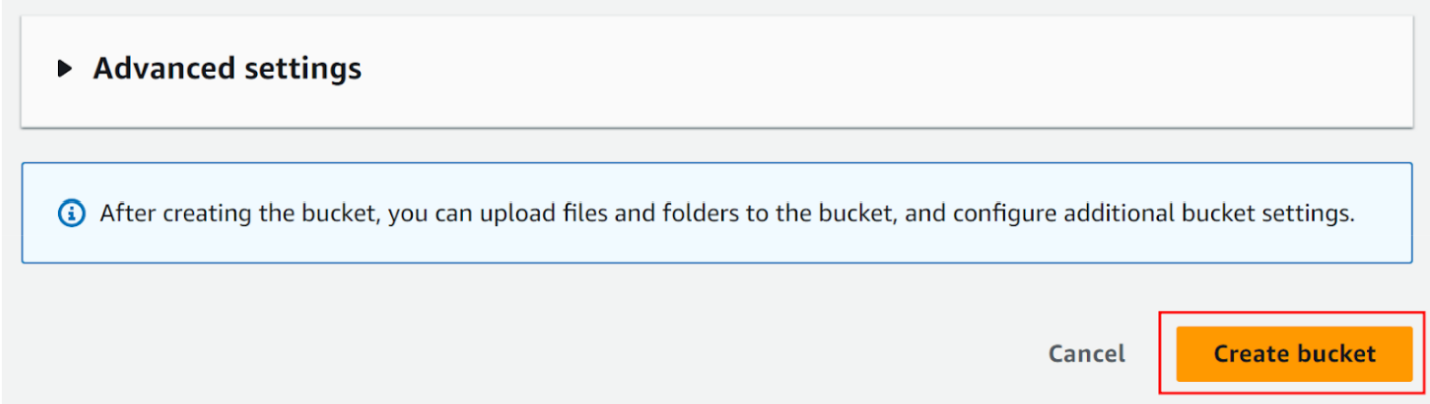 Advanced settings
After creating the bucket, you can upload files and folders to the bucket, and configure additional bucket settings.
Cancel
Create bucket